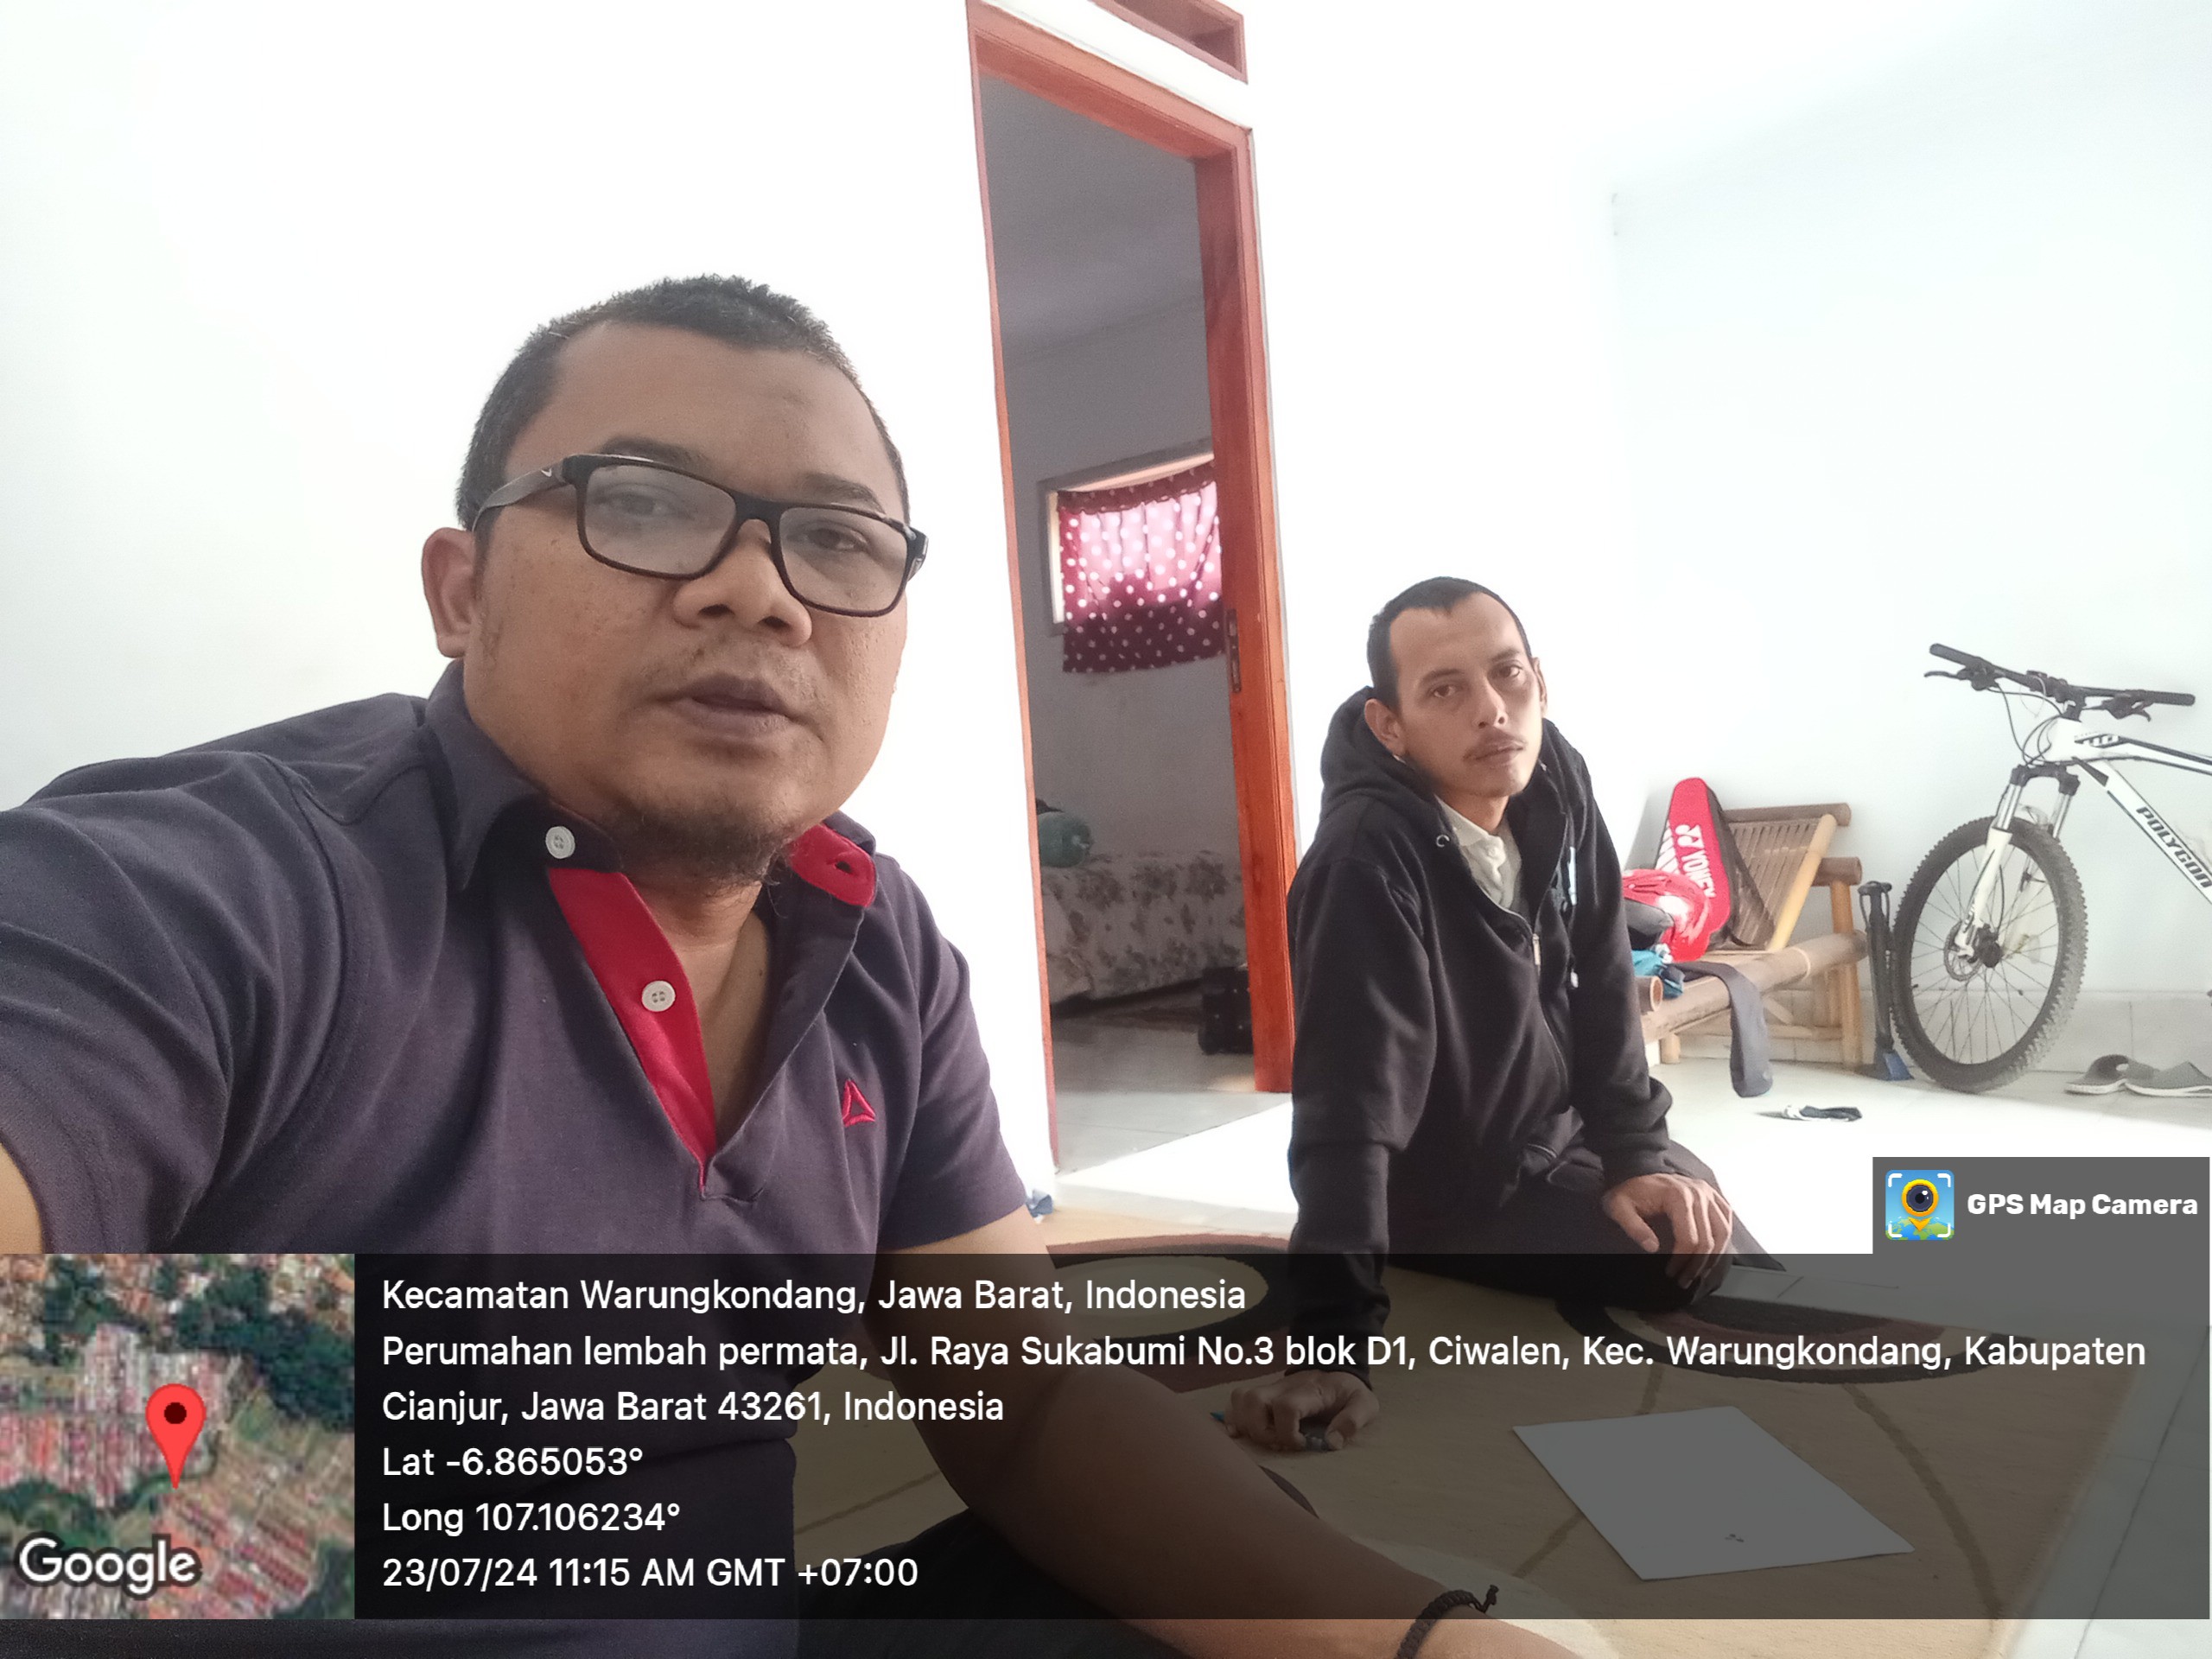 YONEX
POLYGON
GPS Map Camera
Kecamatan Warungkondang, Jawa Barat, Indonesia
Perumahan lembah permata, Jl. Raya Sukabumi No.3 blok D1, Ciwalen, Kec. Warungkondang, Kabupaten
Cianjur, Jawa Barat 43261, Indonesia
Lat -6.865053°
Long 107.106234°
23/07/24 11:15 AM GMT +07:00
Google